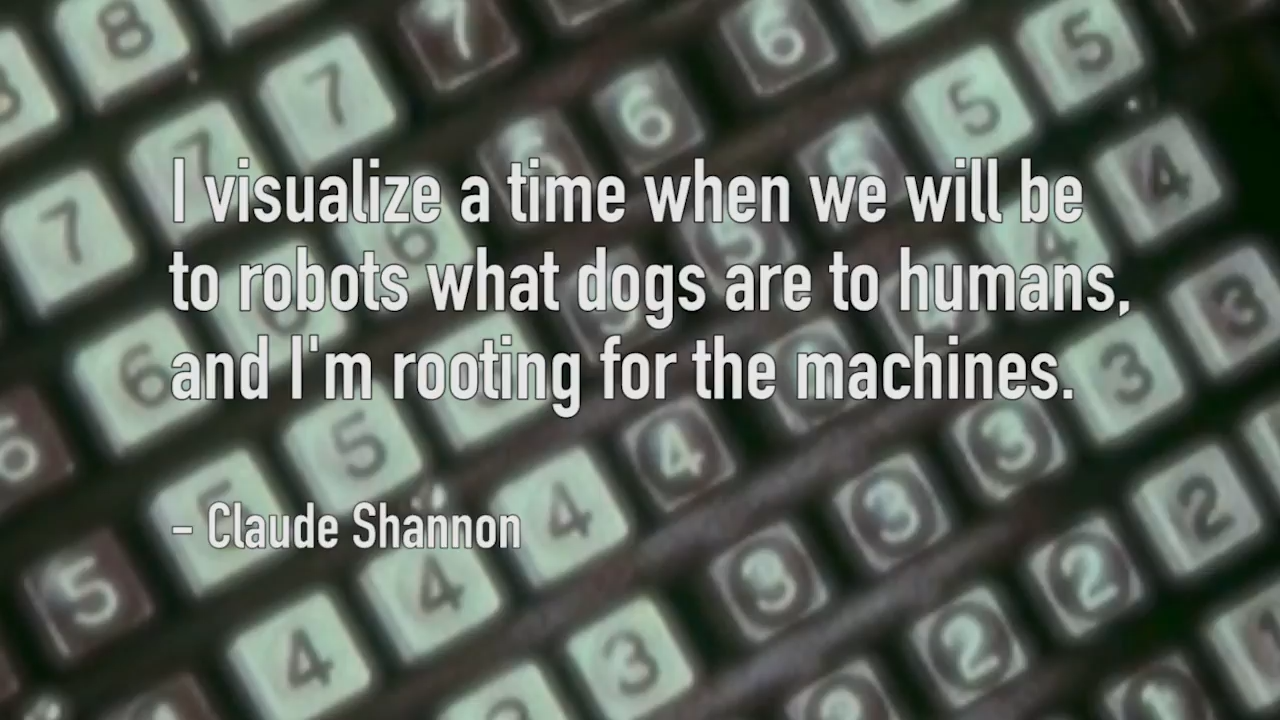 I visualize a time when we will be
to robots what dogs are to humans,
and I'm rooting for the machines.
– Claude Shannon